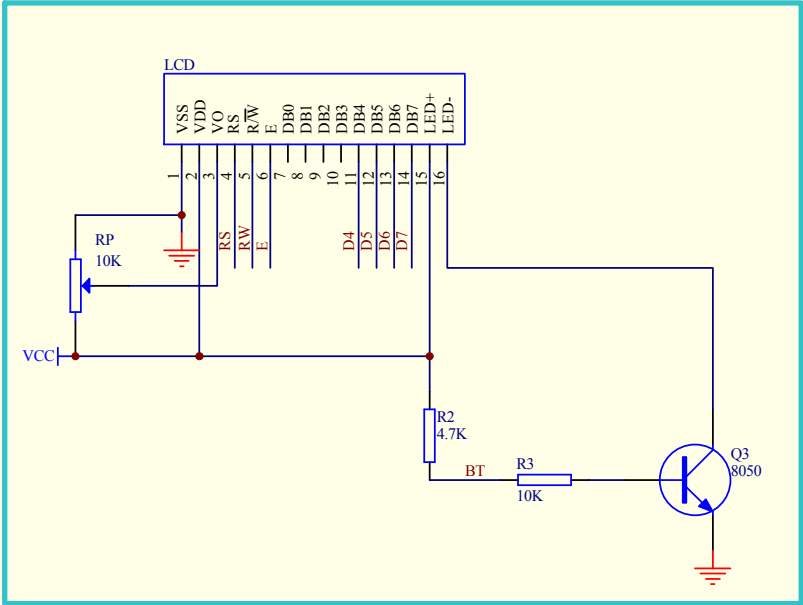 LCD
VSS
VDD
VO
RS
R/W̅
E
DB0
DB1
DB2
DB3
DB4
DB5
DB6
DB7
LED+
LED-
1
2
3
4
5
6
7
8
9
10
11
12
13
14
15
16
RS
RW
E
D4
D5
D6
D7
RP
10K
VCC
R2
4.7K
BT
R3
10K
Q3
8050